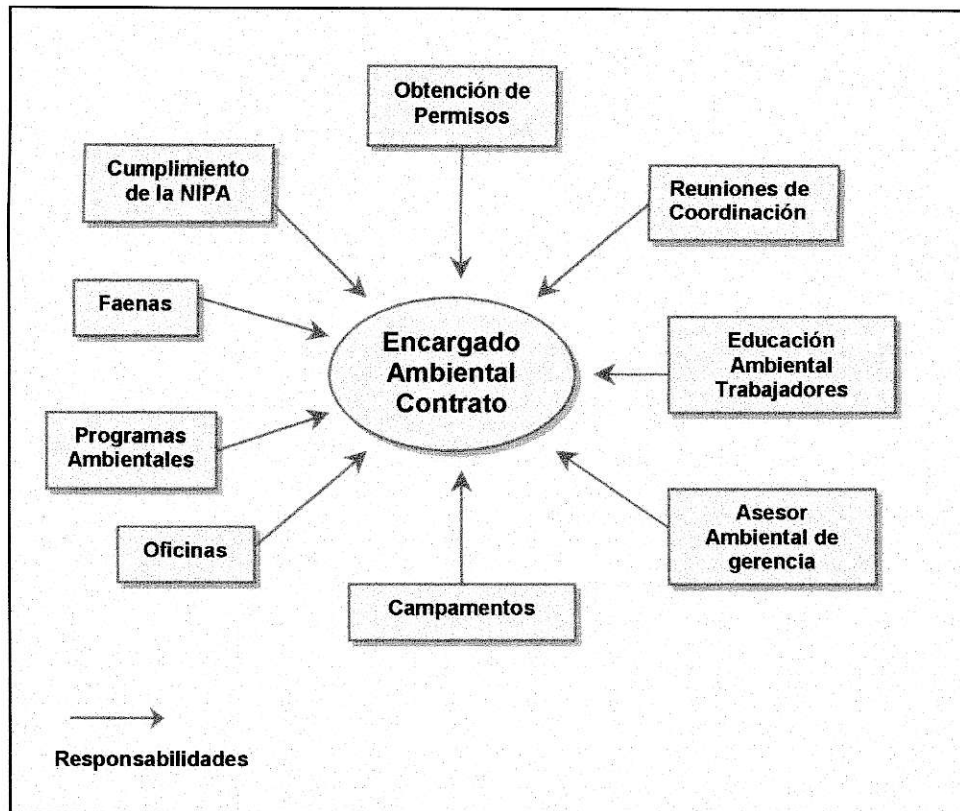 Obtención de
Permisos
Cumplimiento
de la NIPA
Reuniones de
Coordinación
Faenas
Encargado
Ambiental
Contrato
Educación
Ambiental
Trabajadores
Programas
Ambientales
Oficinas
Asesor
Ambiental de
gerencia
Campamentos
Responsabilidades